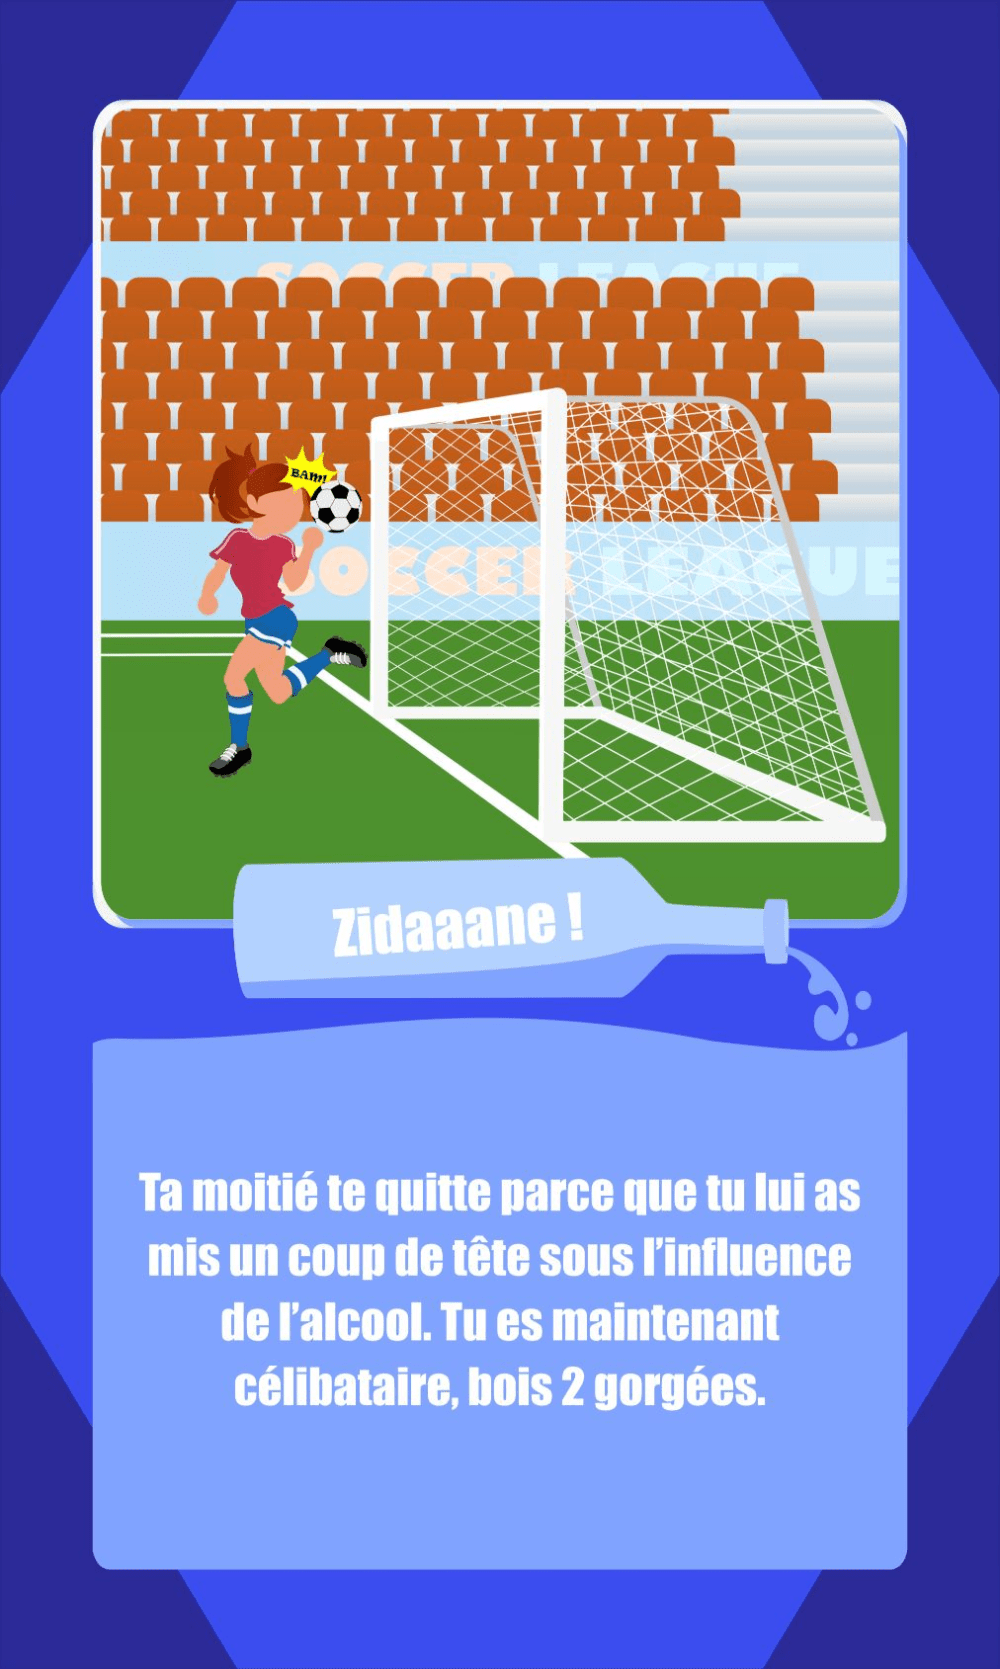 SOCCER LEAGUE
BAM!
SOCCER LEAGUE
Zidaaane !
Ta moitié te quitte parce que tu lui as
mis un coup de tête sous l'influence
de l'alcool. Tu es maintenant
célibataire, bois 2 gorgées.